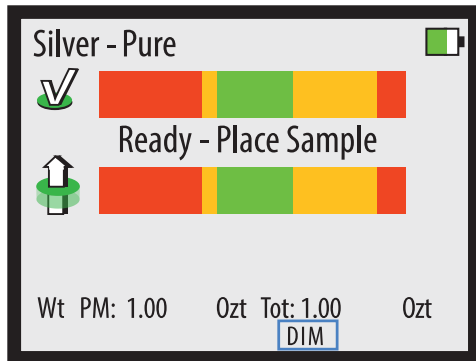 Silver - Pure
Ready - Place Sample
Wt PM: 1.00 Ozt Tot: 1.00 Ozt
DIM